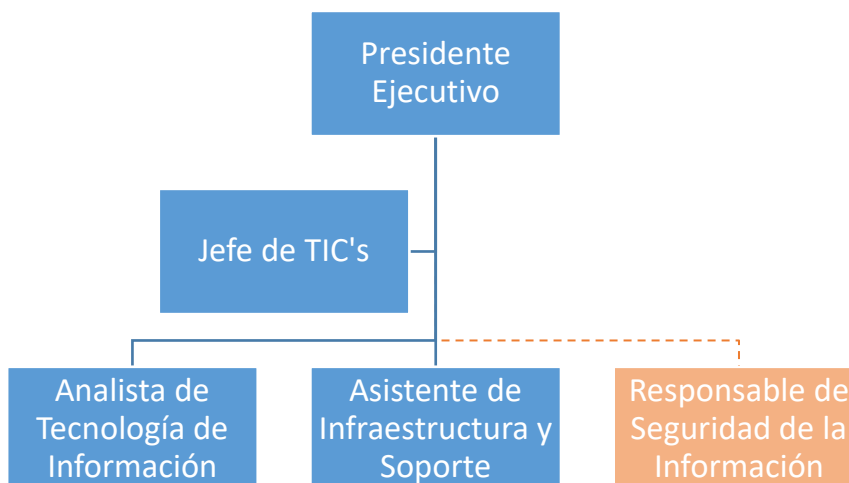 Presidente
Ejecutivo
Jefe de TIC's
Analista de
Tecnología de
Información
Asistente de
Infraestructura y
Soporte
Responsable de
Seguridad de la
Información